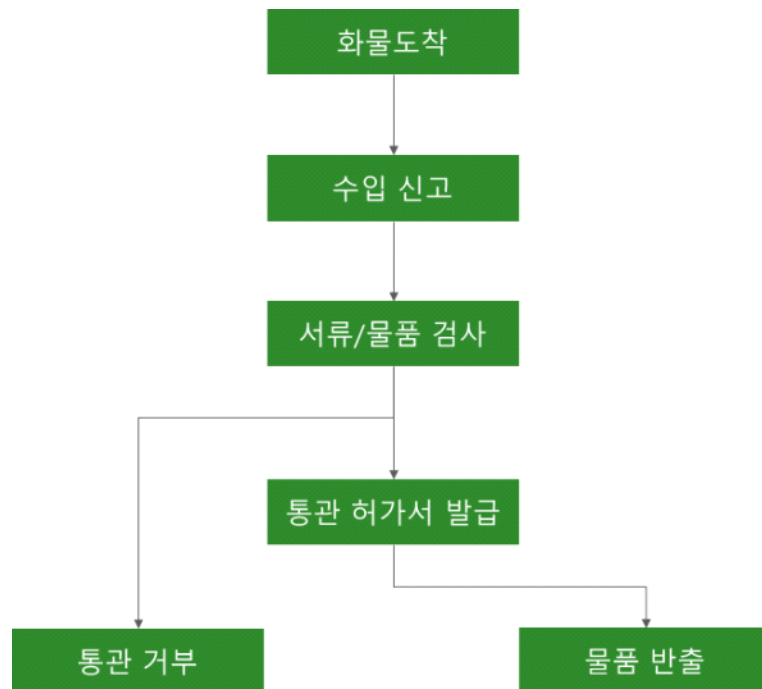 화물도착
수입 신고
서류/물품 검사
통관 허가서 발급
통관 거부
물품 반출